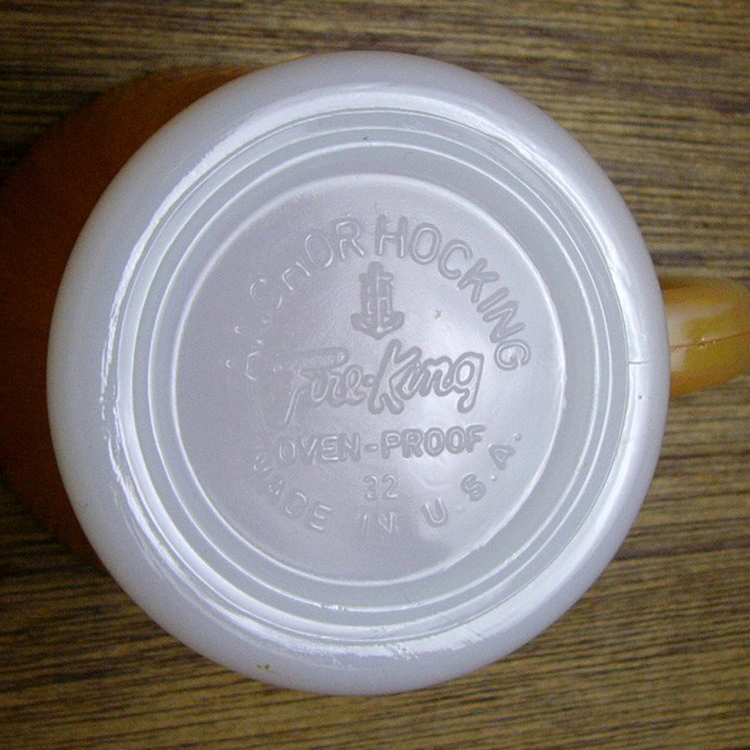 ANCHOR HOCKING
Fire-King
OVEN-PROOF
32
MADE IN U.S.A.